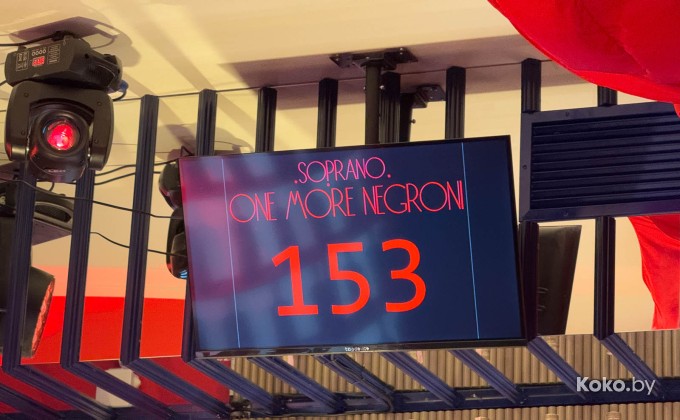 .SOPRANO.
ONE MORE NEGRONI
153
Koko.by